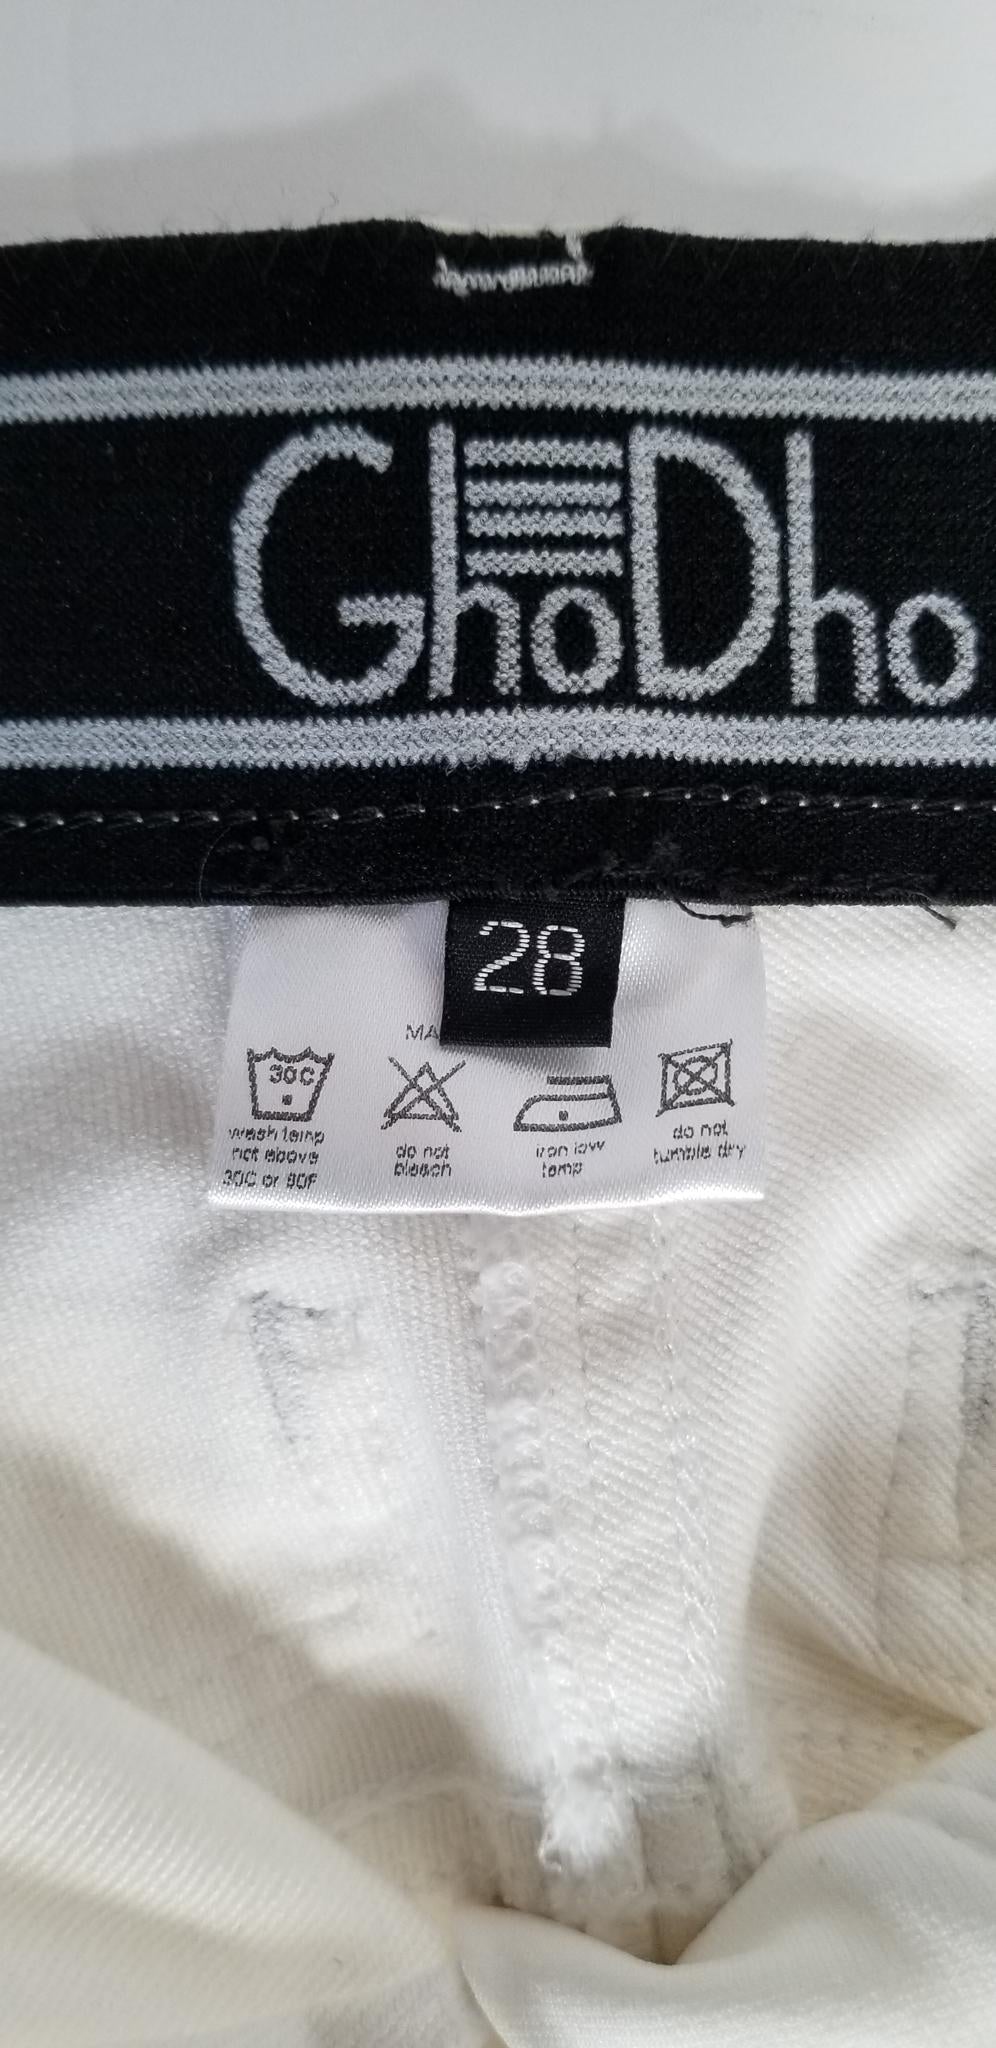 GhoDho
28
MA
30C
wash temp
not above
30C or 80F
do not
bleach
iron low
temp
do not
tumble dry